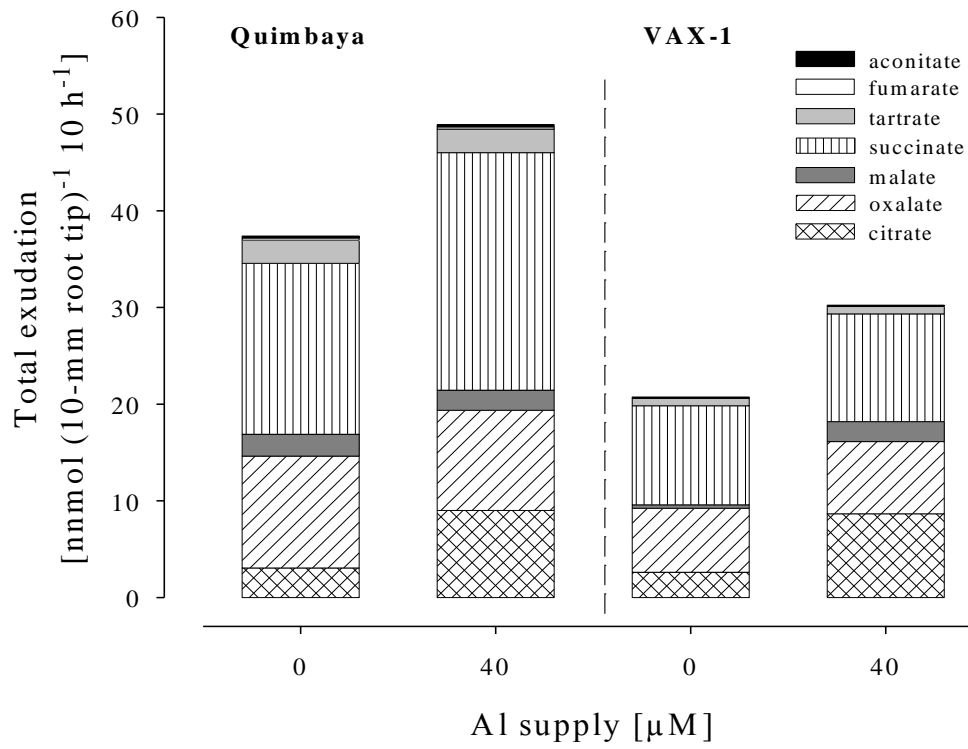 Total exudation
[nnmol (10-mm root tip)⁻¹ 10 h⁻¹]
60
50
40
30
20
10
0
Quimbaya
VAX-1
aconitate
fumarate
tartrate
succinate
malate
oxalate
citrate
0
40
0
40
Al supply [µM]